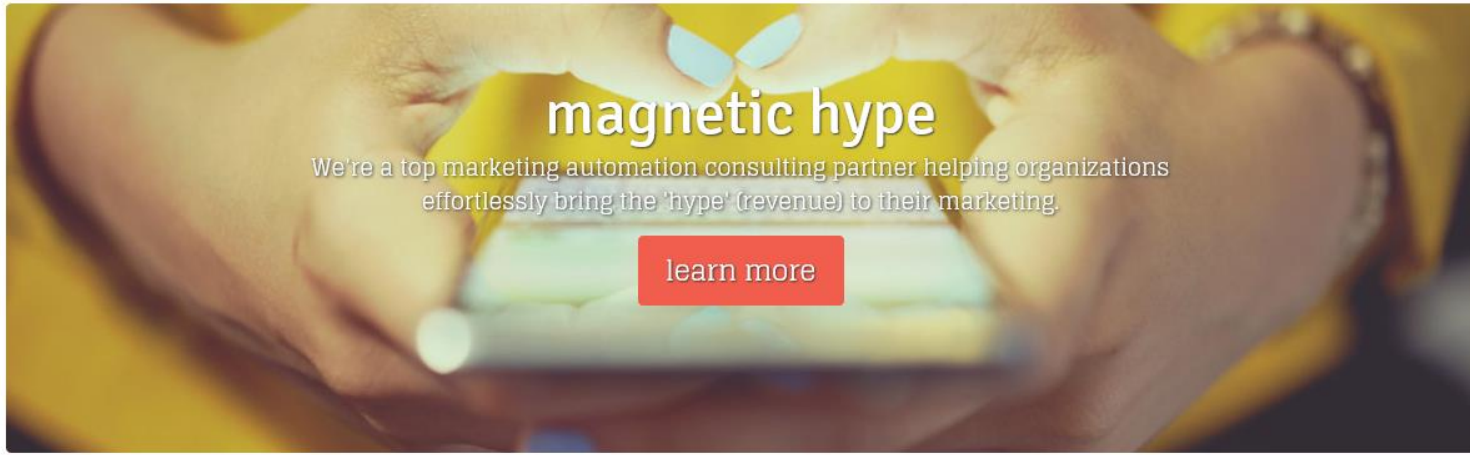 magnetic hype
We're a top marketing automation consulting partner helping organizations
effortlessly bring the 'hype' (revenue) to their marketing.
learn more